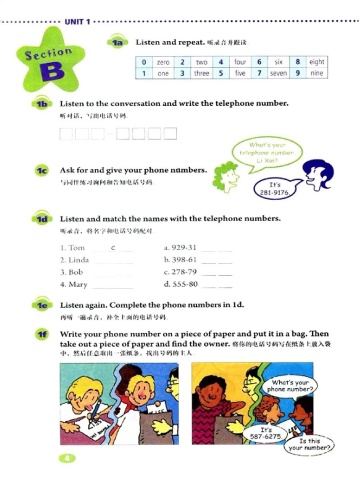 UNIT 1
Section
B
1a Listen and repeat. 听录音并跟读
0 zero 2 two 4 four 6 six 8 eight
1 one 3 three 5 five 7 seven 9 nine
1b Listen to the conversation and write the telephone number.
听对话，写出电话号码
1c Ask for and give your phone numbers.
与同伴练习询问和告知电话号码
What's your
telephone number,
Li Xin?
It's
281-9176.
1d Listen and match the names with the telephone numbers.
听录音，将名字和电话号码配对
1. Tom c a. 929-31
2. Linda b. 398-61
3. Bob c. 278-79
4. Mary d. 555-80
1e Listen again. Complete the phone numbers in 1d.
再听一遍录音，补全上面的电话号码
1f Write your phone number on a piece of paper and put it in a bag. Then
take out a piece of paper and find the owner. 将你的电话号码写在纸条上放入袋
中，然后任意取出一张纸条，找出号码的主人
What's your
phone number?
It's
587-6275.
Is this
your number?
4